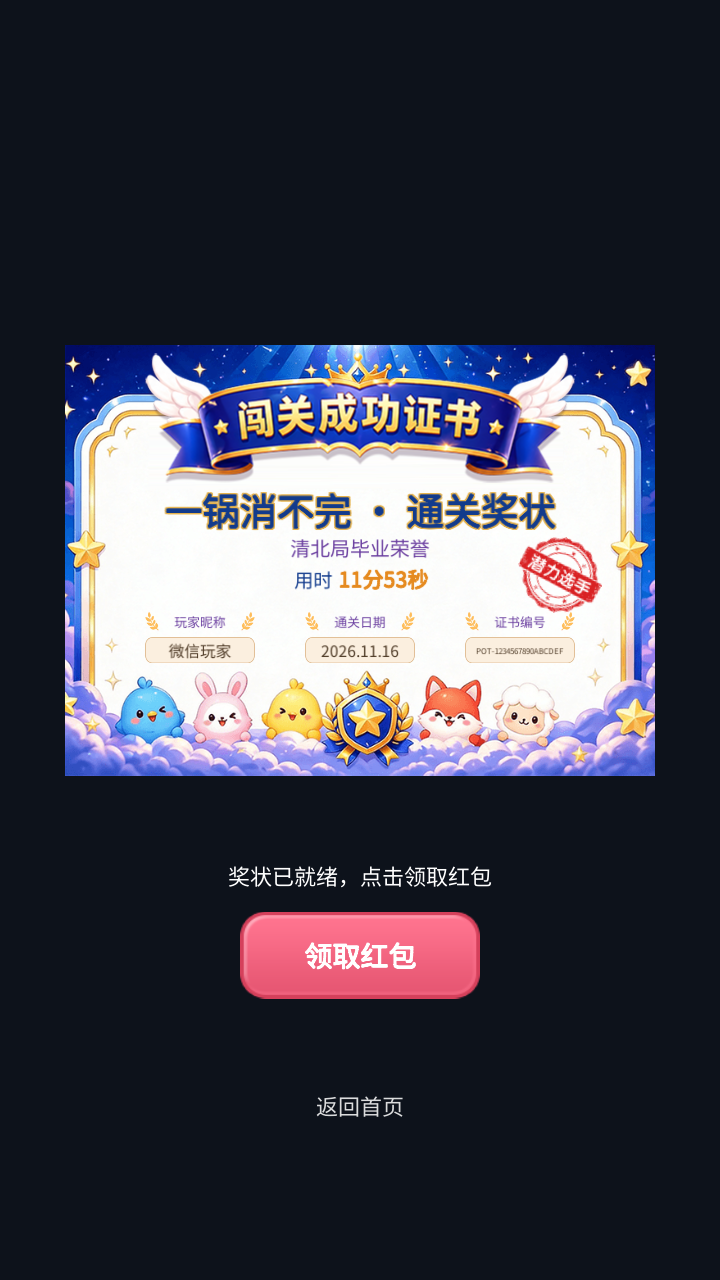 闯关成功证书
一锅消不完 · 通关奖状
清北局毕业荣誉
用时 11分53秒
潜力选手
玩家昵称 通关日期 证书编号
微信玩家 2026.11.16 POT-1234567890ABCDEF
奖状已就绪，点击领取红包
领取红包
返回首页